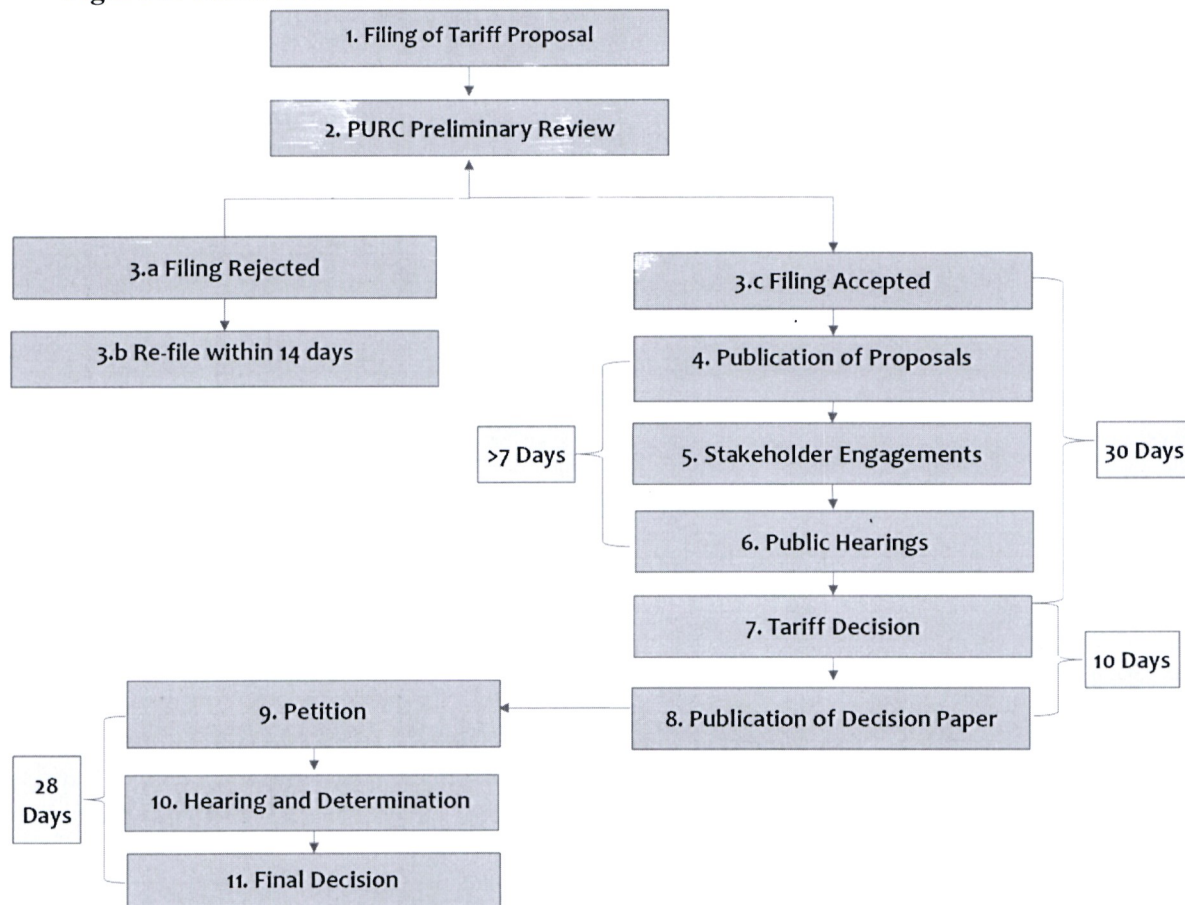 1. Filing of Tariff Proposal
2. PURC Preliminary Review
3.a Filing Rejected
3.b Re-file within 14 days
3.c Filing Accepted
4. Publication of Proposals
5. Stakeholder Engagements
6. Public Hearings
>7 Days
30 Days
7. Tariff Decision
8. Publication of Decision Paper
10 Days
9. Petition
10. Hearing and Determination
11. Final Decision
28
Days